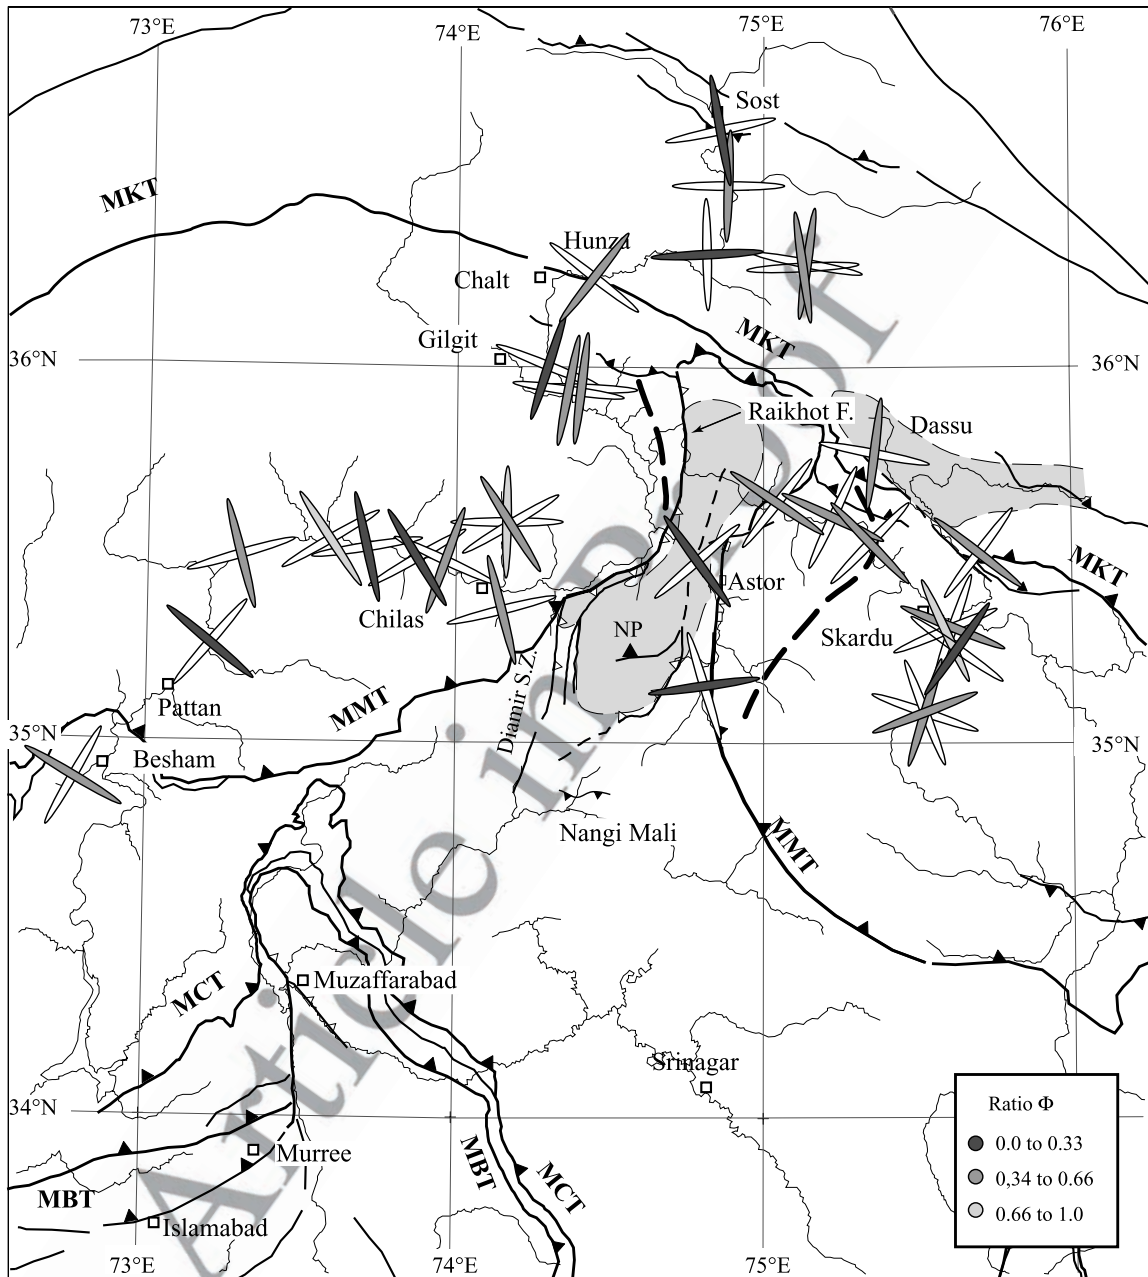 73°E
74°E
75°E
76°E
Sost
MKT
Hunza
Chalt
MKT
Gilgit
36°N
36°N
Raikhot F.
Dassu
MKT
Astor
Chilas
NP
Skardu
Diamir S.Z.
Pattan
MMT
35°N
35°N
Besham
Nangi Mali
MMT
Muzaffarabad
MCT
Srinagar
34°N
Murree
MBT
MCT
MBT
Islamabad
73°E
74°E
75°E
Ratio Φ
0.0 to 0.33
0,34 to 0.66
0.66 to 1.0
Article in Proof